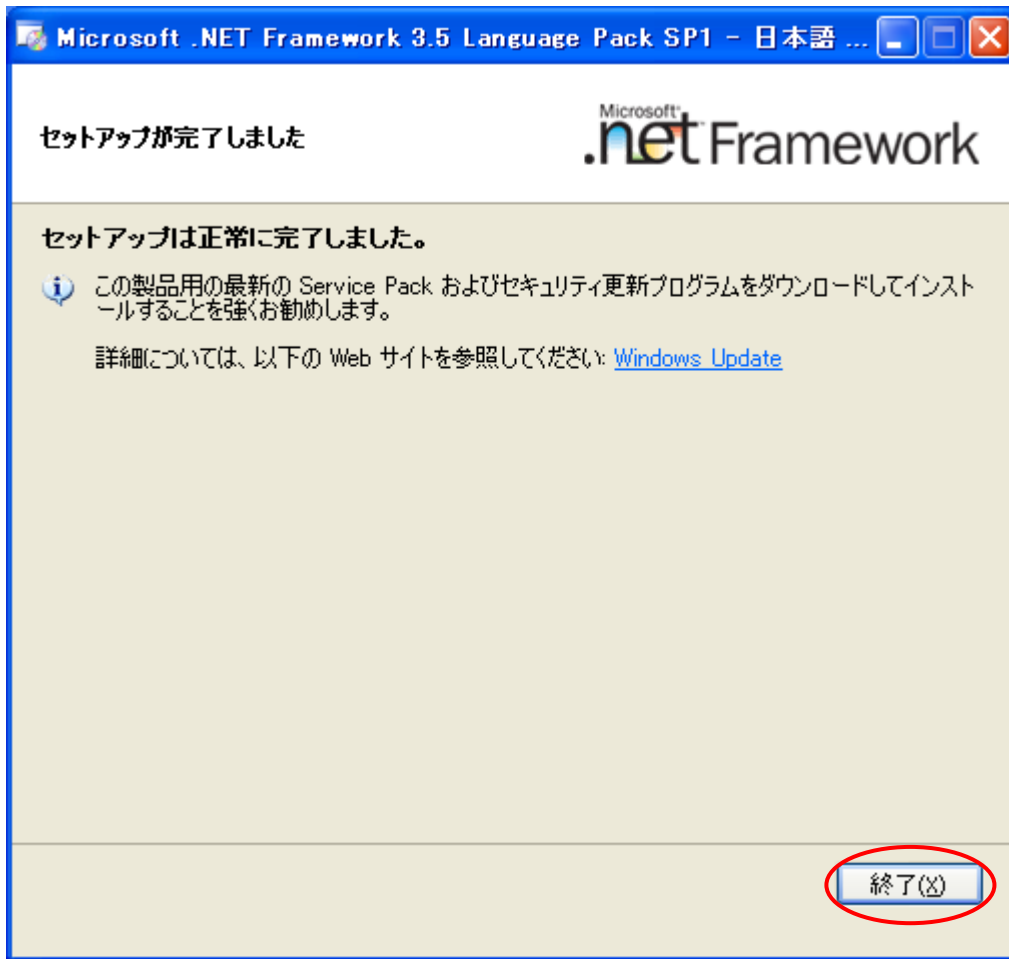 Microsoft .NET Framework 3.5 Language Pack SP1 - 日本語 ...
セットアップが完了しました
Microsoft
.net Framework
セットアップは正常に完了しました。
この製品用の最新の Service Pack およびセキュリティ更新プログラムをダウンロードしてインスト
ールすることを強くお勧めします。
詳細については、以下の Web サイトを参照してください: Windows Update
終了(X)